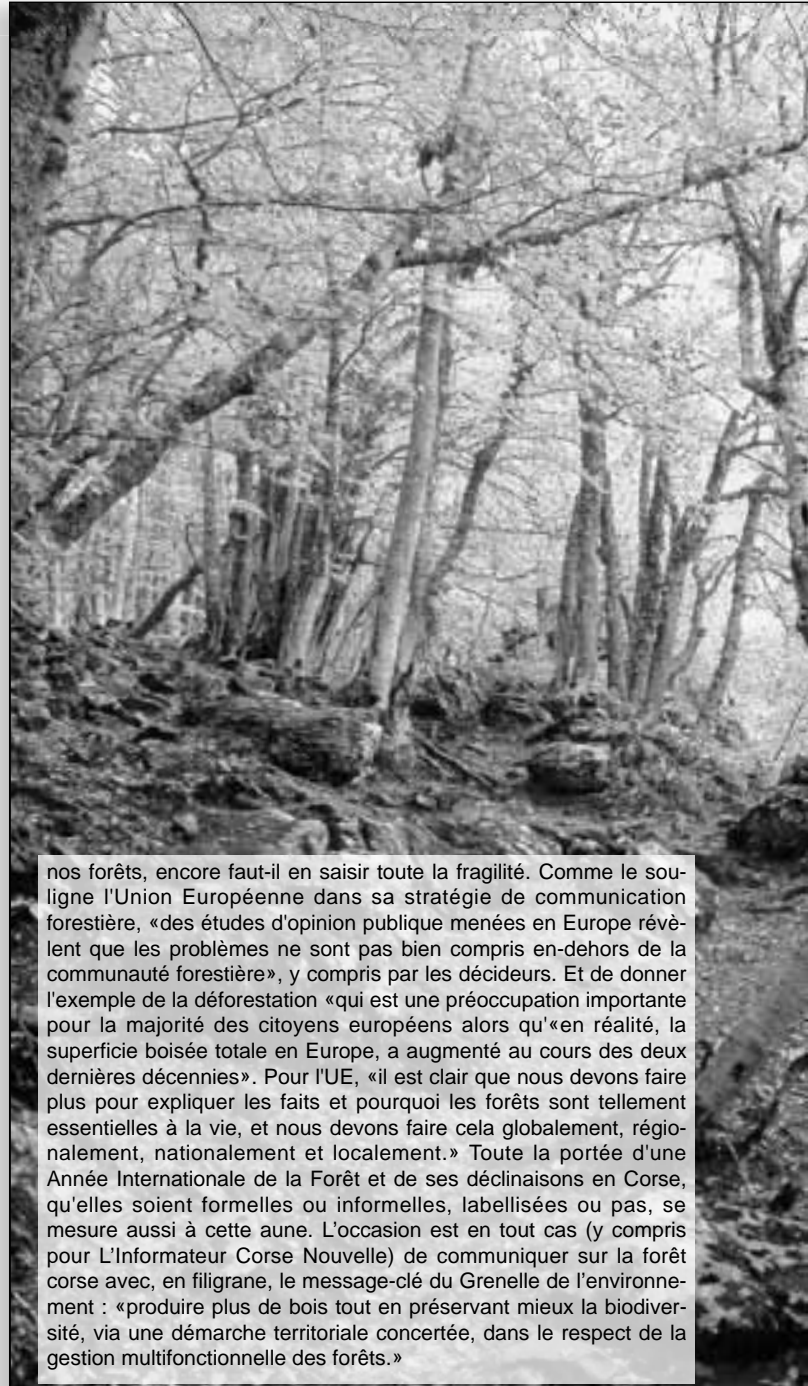 nos forêts, encore faut-il en saisir toute la fragilité. Comme le sou-
ligne l'Union Européenne dans sa stratégie de communication
forestière, «des études d'opinion publique menées en Europe révè-
lent que les problèmes ne sont pas bien compris en-dehors de la
communauté forestière», y compris par les décideurs. Et de donner
l'exemple de la déforestation «qui est une préoccupation importante
pour la majorité des citoyens européens alors qu'«en réalité, la
superficie boisée totale en Europe, a augmenté au cours des deux
dernières décennies». Pour l'UE, «il est clair que nous devons faire
plus pour expliquer les faits et pourquoi les forêts sont tellement
essentielles à la vie, et nous devons faire cela globalement, régio-
nalement, nationalement et localement.» Toute la portée d'une
Année Internationale de la Forêt et de ses déclinaisons en Corse,
qu'elles soient formelles ou informelles, labellisées ou pas, se
mesure aussi à cette aune. L’occasion est en tout cas (y compris
pour L’Informateur Corse Nouvelle) de communiquer sur la forêt
corse avec, en filigrane, le message-clé du Grenelle de l’environne-
ment : «produire plus de bois tout en préservant mieux la biodiver-
sité, via une démarche territoriale concertée, dans le respect de la
gestion multifonctionnelle des forêts.»